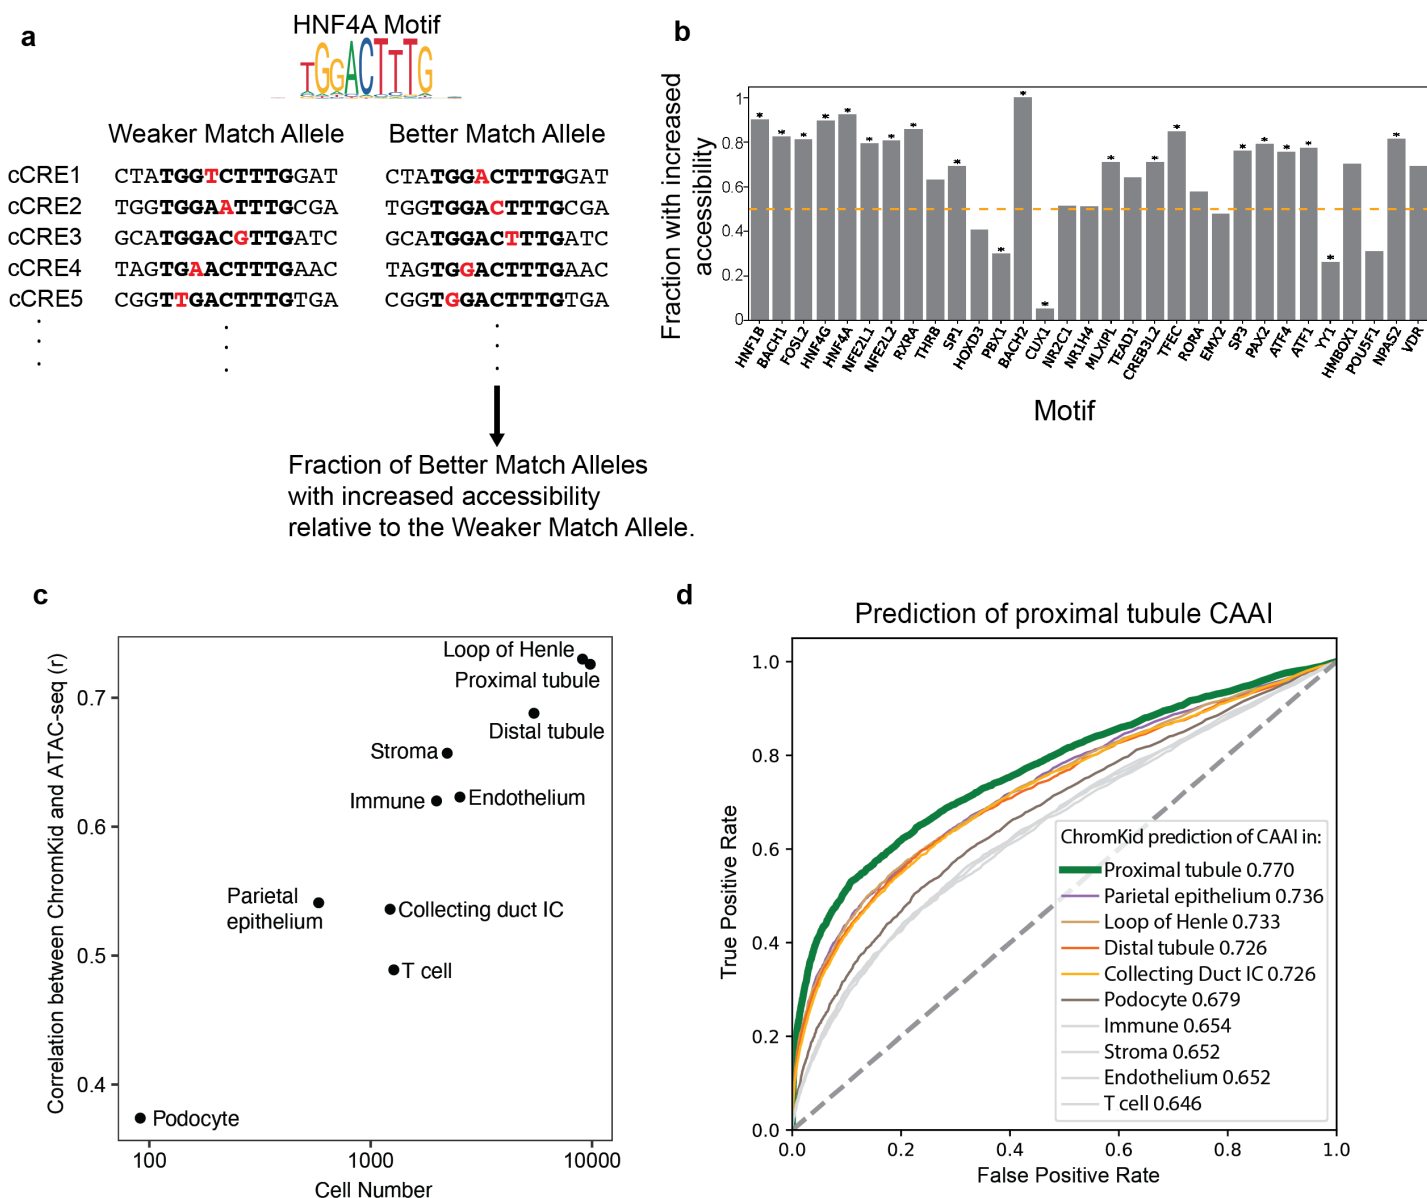 a
HNF4A Motif
TGGACTTTG
Weaker Match Allele
Better Match Allele
cCRE1 CTATGGTCTTTGGAT CTATGGACTTTGGAT
cCRE2 TGGTGGAATTTGCGA TGGTGGACTTTGCGA
cCRE3 GCATGGACGTTGATC GCATGGACTTTGATC
cCRE4 TAGTGAACTTTGAAC TAGTGGACTTTGAAC
cCRE5 CGGTTGACTTTGTGA CGGTGGACTTTGTGA
Fraction of Better Match Alleles
with increased accessibility
relative to the Weaker Match Allele.
b
Fraction with increased
accessibility
1
0.8
0.6
0.4
0.2
0
* * * * * * * * * * * * * * * * * * * * *
HNF1B
BACH1
FOSL2
HNF4G
HNF4A
NFE2L1
NFE2L2
RXRA
THRB
SP1
HOXD3
PBX1
BACH2
CUX1
NR2C1
NR1H4
MLXIPL
TEAD1
CREB3L2
TFEC
RORA
EMX2
SP3
PAX2
ATF4
ATF1
YY1
HMBOX1
POU5F1
NPAS2
VDR
Motif
c
Correlation between ChromKid and ATAC-seq (r)
0.7
0.6
0.5
0.4
Loop of Henle
Proximal tubule
Distal tubule
Stroma
Immune
Endothelium
Parietal
epithelium
Collecting duct IC
T cell
Podocyte
100
1000
10000
Cell Number
d
Prediction of proximal tubule CAAI
True Positive Rate
1.0
0.8
0.6
0.4
0.2
0.0
ChromKid prediction of CAAI in:
Proximal tubule 0.770
Parietal epithelium 0.736
Loop of Henle 0.733
Distal tubule 0.726
Collecting Duct IC 0.726
Podocyte 0.679
Immune 0.654
Stroma 0.652
Endothelium 0.652
T cell 0.646
0.0
0.2
0.4
0.6
0.8
1.0
False Positive Rate